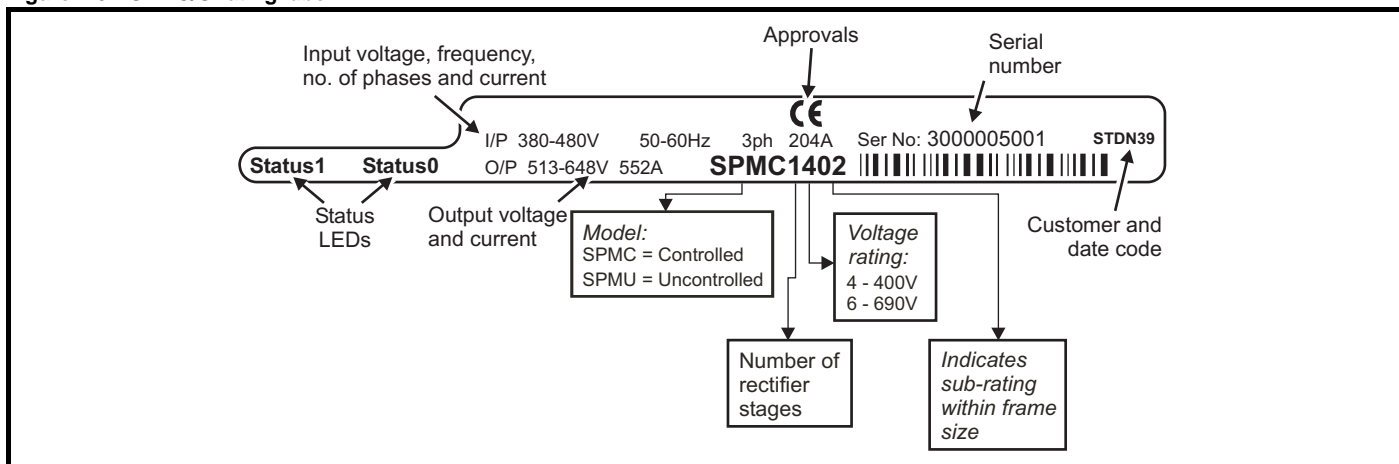 Approvals
Serial
number
Input voltage, frequency,
no. of phases and current
CE
I/P 380-480V 50-60Hz 3ph 204A Ser No: 3000005001 STDN39
Status1 Status0 O/P 513-648V 552A SPMC1402
Status
LEDs
Output voltage
and current
Model:
SPMC = Controlled
SPMU = Uncontrolled
Voltage
rating:
4 - 400V
6 - 690V
Customer and
date code
Number of
rectifier
stages
Indicates
sub-rating
within frame
size